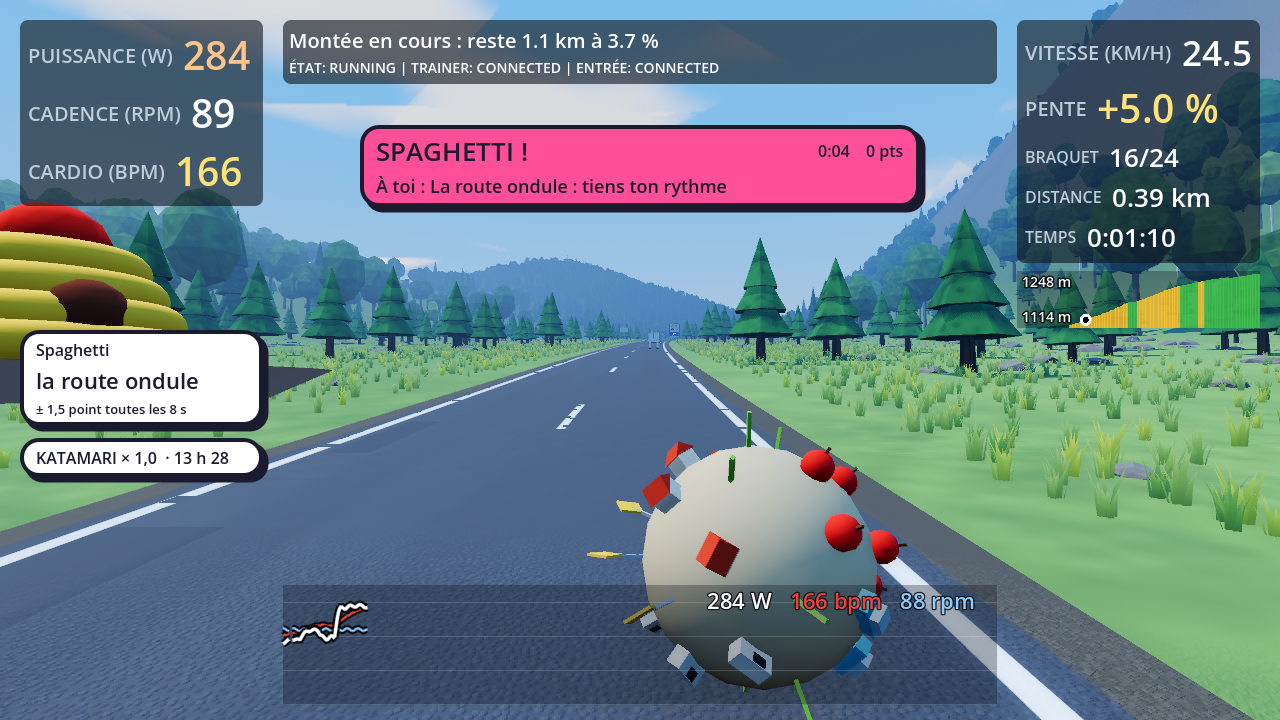 PUISSANCE (W) 284
CADENCE (RPM) 89
CARDIO (BPM) 166
Montée en cours : reste 1.1 km à 3.7 %
ÉTAT: RUNNING | TRAINER: CONNECTED | ENTRÉE: CONNECTED
VITESSE (KM/H) 24.5
PENTE +5.0 %
BRAQUET 16/24
DISTANCE 0.39 km
TEMPS 0:01:10
1248 m
1114 m
SPAGHETTI ! 0:04 0 pts
À toi : La route ondule : tiens ton rythme
Spaghetti
la route ondule
± 1,5 point toutes les 8 s
KATAMARI × 1,0 · 13 h 28
284 W 166 bpm 88 rpm